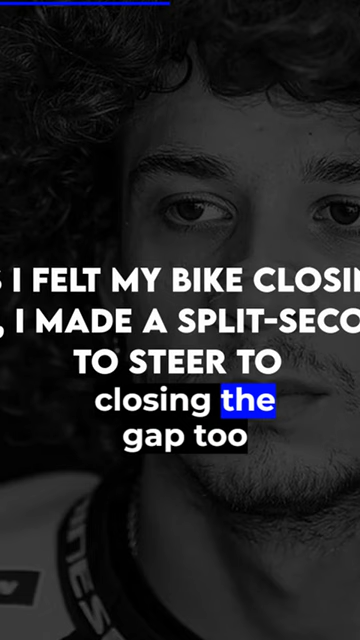 I FELT MY BIKE CLOSIN
, I MADE A SPLIT-SECO
TO STEER TO
closing the
gap too